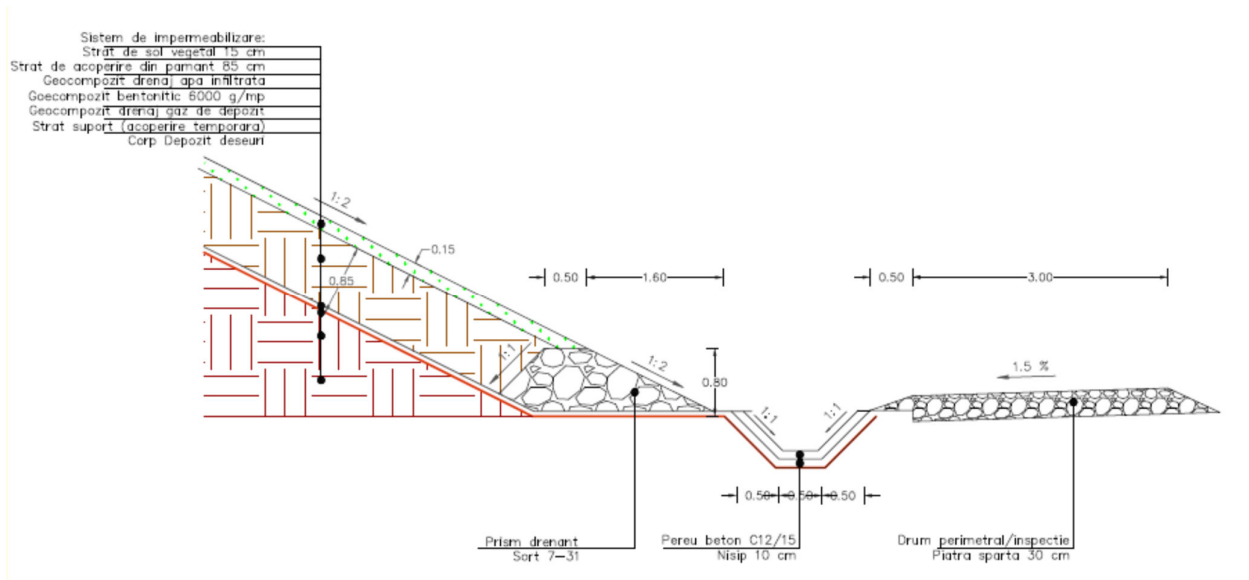 Sistem de impermeabilizare:
Strat de sol vegetal 15 cm
Strat de acoperire din pamant 85 cm
Geocompozit drenaj apa infiltrata
Goecompozit bentonitic 6000 g/mp
Geocompozit drenaj gaz de depozit
Strat suport (acoperire temporara)
Corp Depozit deseuri
1:2
0.15
0.85
0.50
1.60
0.50
3.00
1:1
1:2
0.80
1.5 %
1:1
1:1
0.50
0.50
0.50
Prism drenant
Sort 7-31
Pereu beton C12/15
Nisip 10 cm
Drum perimetral/inspectie
Piatra sparta 30 cm